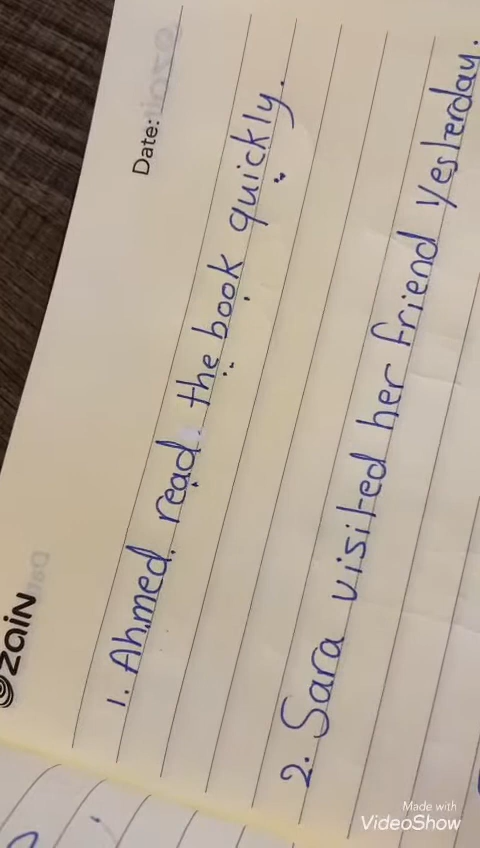 zain
Date:
1. Ahmed read the book quickly.
2. Sara visited her friend yesterday.
Made with
VideoShow